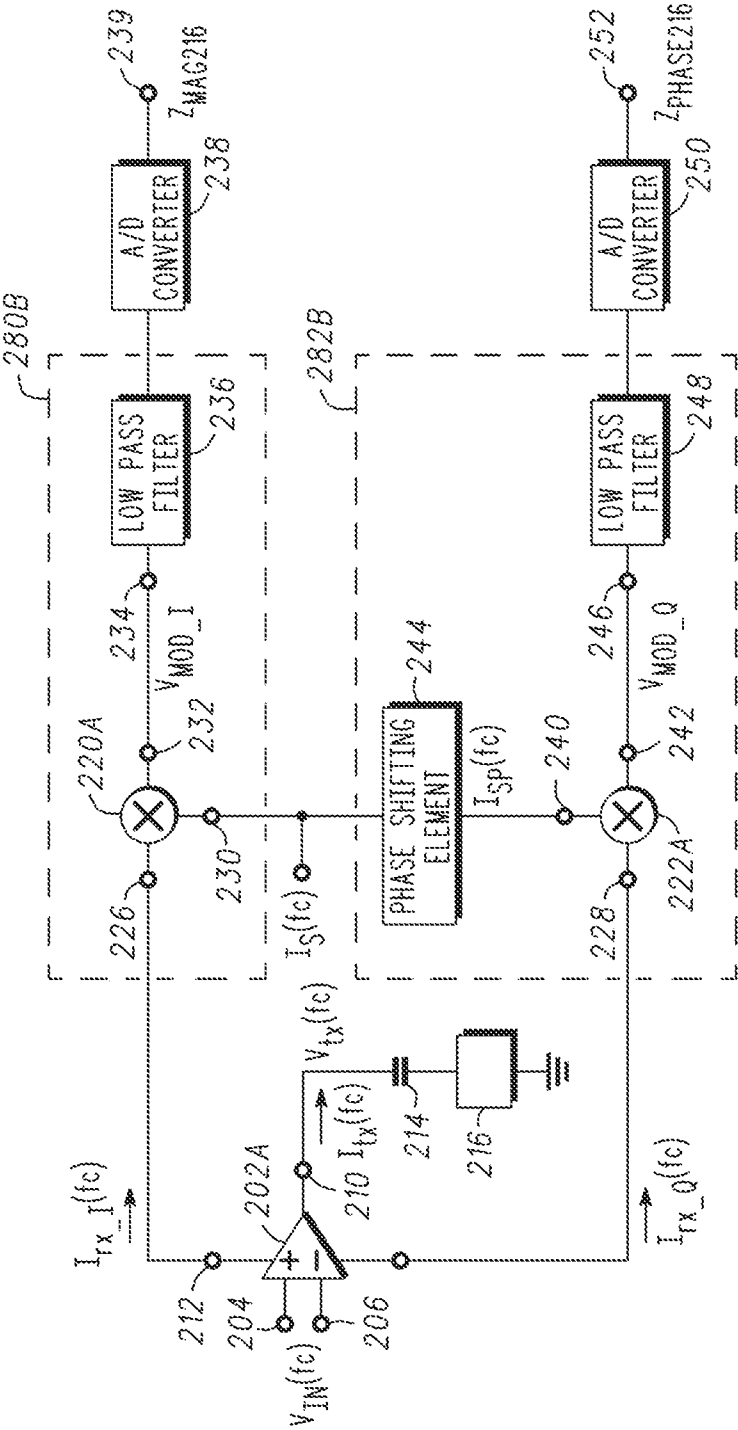 280B
I_rx_I(fc)
212
226
220A
230
232
234
V_MOD_I
LOW PASS
FILTER
236
A/D
CONVERTER
238
239
Z_MAG216
V_IN(fc)
204
206
202A
+
−
210
I_tx(fc)
V_tx(fc)
214
216
I_S(fc)
PHASE SHIFTING
ELEMENT
244
I_SP(fc)
240
282B
I_rx_Q(fc)
228
222A
242
246
V_MOD_Q
LOW PASS
FILTER
248
A/D
CONVERTER
250
252
Z_PHASE216